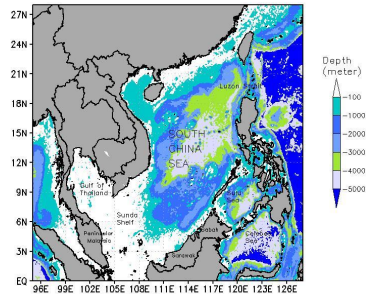 27N
24N
21N
18N
15N
12N
9N
6N
3N
EQ
96E 99E 102E 105E 108E 111E 114E 117E 120E 123E 126E
Luzon Strait
SOUTH
CHINA
SEA
Gulf of
Thailand
Sunda
Shelf
Peninsular
Malaysia
Sabah
Sarawak
Sulu
Sea
Celebes
Sea
Depth
(meter)
-100
-1000
-2000
-3000
-4000
-5000